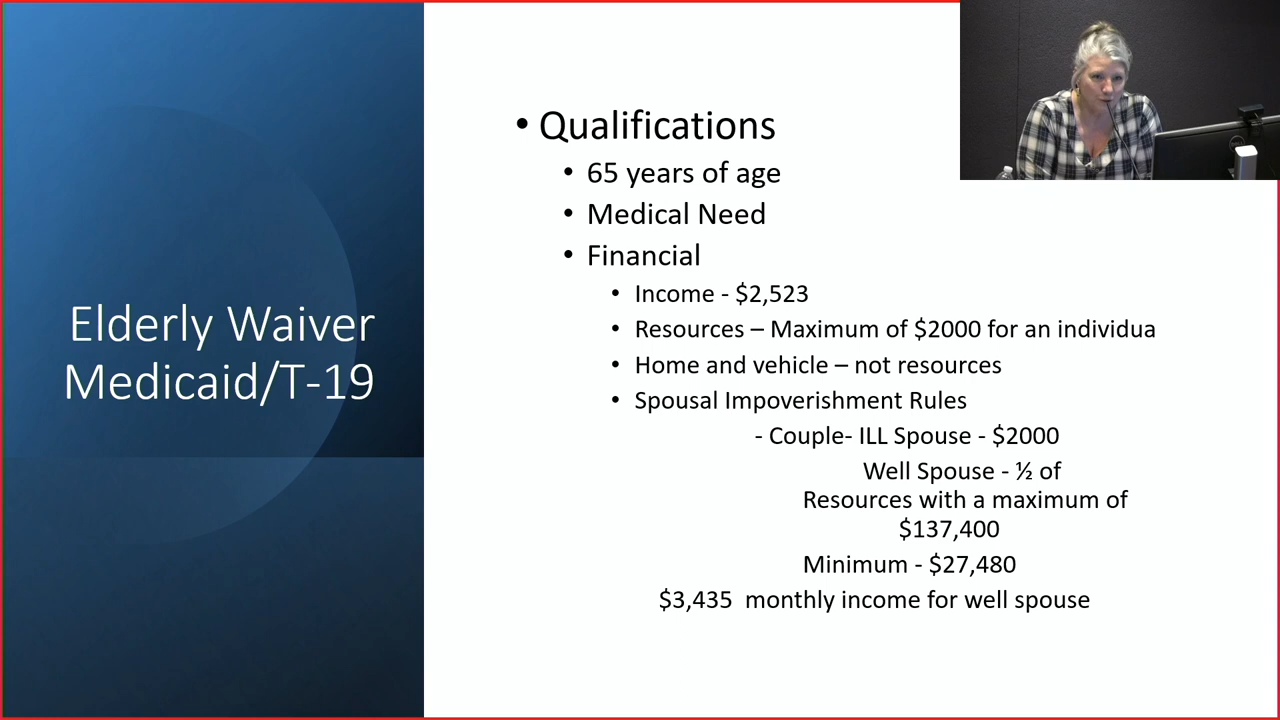 Elderly Waiver
Medicaid/T-19
• Qualifications
• 65 years of age
• Medical Need
• Financial
• Income - $2,523
• Resources – Maximum of $2000 for an individua
• Home and vehicle – not resources
• Spousal Impoverishment Rules
- Couple- ILL Spouse - $2000
Well Spouse - ½ of
Resources with a maximum of
$137,400
Minimum - $27,480
$3,435 monthly income for well spouse